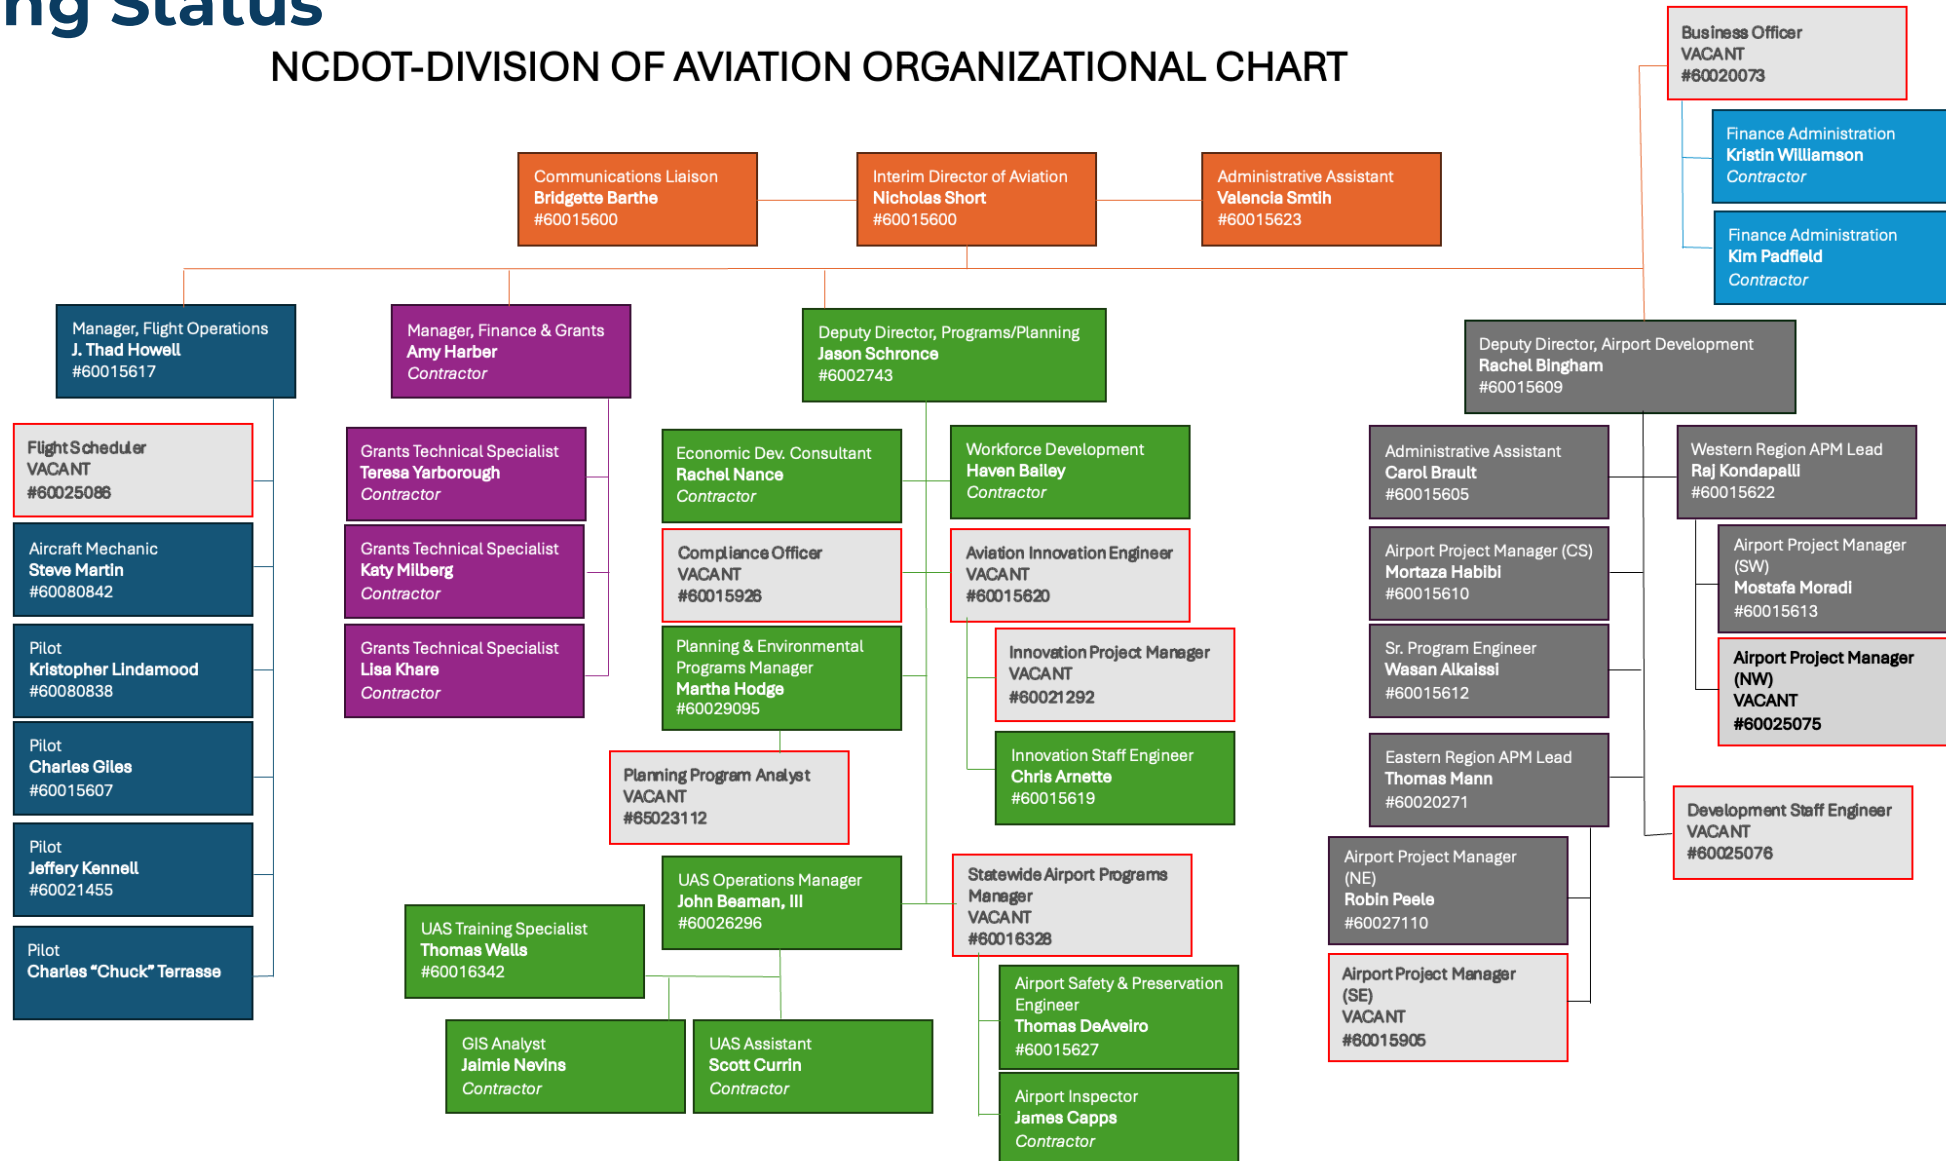 ng Status
NCDOT-DIVISION OF AVIATION ORGANIZATIONAL CHART
Business Officer
VACANT
#60020073
Finance Administration
Kristin Williamson
Contractor
Finance Administration
Kim Padfield
Contractor
Communications Liaison
Bridgette Barthe
#60015600
Interim Director of Aviation
Nicholas Short
#60015600
Administrative Assistant
Valencia Smtih
#60015623
Manager, Flight Operations
J. Thad Howell
#60015617
Flight Scheduler
VACANT
#60025086
Aircraft Mechanic
Steve Martin
#60080842
Pilot
Kristopher Lindamood
#60080838
Pilot
Charles Giles
#60015607
Pilot
Jeffery Kennell
#60021455
Pilot
Charles “Chuck” Terrasse
Manager, Finance & Grants
Amy Harber
Contractor
Grants Technical Specialist
Teresa Yarborough
Contractor
Grants Technical Specialist
Katy Milberg
Contractor
Grants Technical Specialist
Lisa Khare
Contractor
Deputy Director, Programs/Planning
Jason Schronce
#6002743
Economic Dev. Consultant
Rachel Nance
Contractor
Workforce Development
Haven Bailey
Contractor
Compliance Officer
VACANT
#60015926
Aviation Innovation Engineer
VACANT
#60015620
Planning & Environmental
Programs Manager
Martha Hodge
#60029095
Innovation Project Manager
VACANT
#60021292
Planning Program Analyst
VACANT
#65023112
Innovation Staff Engineer
Chris Arnette
#60015619
UAS Operations Manager
John Beaman, III
#60026296
Statewide Airport Programs
Manager
VACANT
#60016328
UAS Training Specialist
Thomas Walls
#60016342
GIS Analyst
Jaimie Nevins
Contractor
UAS Assistant
Scott Currin
Contractor
Airport Safety & Preservation
Engineer
Thomas DeAveiro
#60015627
Airport Inspector
James Capps
Contractor
Deputy Director, Airport Development
Rachel Bingham
#60015609
Administrative Assistant
Carol Brault
#60015605
Western Region APM Lead
Raj Kondapalli
#60015622
Airport Project Manager (CS)
Mortaza Habibi
#60015610
Airport Project Manager
(SW)
Mostafa Moradi
#60015613
Sr. Program Engineer
Wasan Alkaissi
#60015612
Airport Project Manager
(NW)
VACANT
#60025075
Eastern Region APM Lead
Thomas Mann
#60020271
Development Staff Engineer
VACANT
#60025076
Airport Project Manager
(NE)
Robin Peele
#60027110
Airport Project Manager
(SE)
VACANT
#60015905